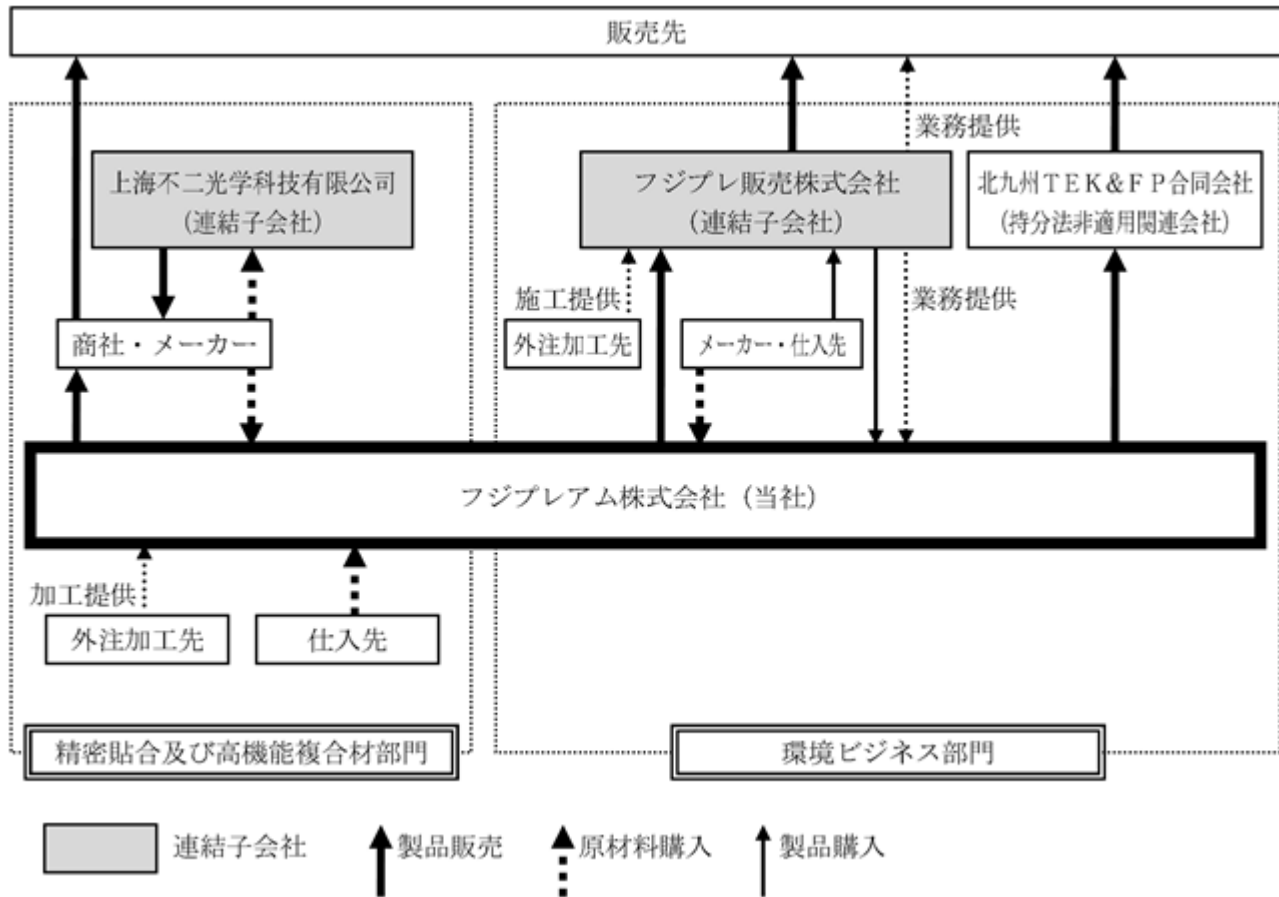 販売先
業務提供
上海不二光学科技有限公司
(連結子会社)
フジプレ販売株式会社
(連結子会社)
北九州TEK&FP合同会社
(持分法非適用関連会社)
施工提供
業務提供
商社・メーカー
外注加工先
メーカー・仕入先
フジプレアム株式会社(当社)
加工提供
外注加工先
仕入先
精密貼合及び高機能複合材部門
環境ビジネス部門
連結子会社
製品販売
原材料購入
製品購入